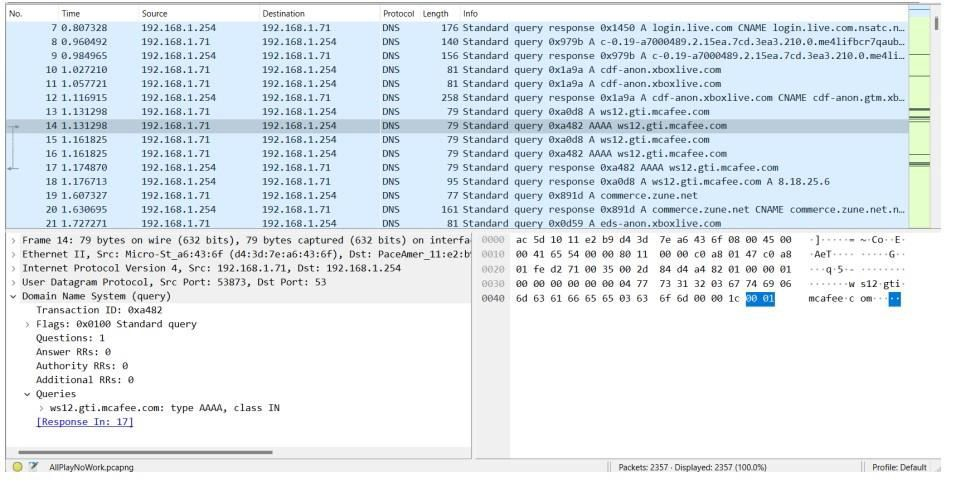 No. Time Source Destination Protocol Length Info
7 0.807328 192.168.1.254 192.168.1.71 DNS 176 Standard query response 0x1450 A login.live.com CNAME login.live.com.nsatc.n…
8 0.960492 192.168.1.71 192.168.1.254 DNS 140 Standard query 0x979b A c-0.19-a7000489.2.15ea.7cd.3ea3.210.0.me4lifbcr7qaub…
9 0.984965 192.168.1.254 192.168.1.71 DNS 156 Standard query response 0x979b A c-0.19-a7000489.2.15ea.7cd.3ea3.210.0.me4li…
10 1.027210 192.168.1.71 192.168.1.254 DNS 81 Standard query 0x1a9a A cdf-anon.xboxlive.com
11 1.057721 192.168.1.71 192.168.1.254 DNS 81 Standard query 0x1a9a A cdf-anon.xboxlive.com
12 1.116915 192.168.1.254 192.168.1.71 DNS 258 Standard query response 0x1a9a A cdf-anon.xboxlive.com CNAME cdf-anon.gtm.xb…
13 1.131298 192.168.1.71 192.168.1.254 DNS 79 Standard query 0xa0d8 A ws12.gti.mcafee.com
14 1.131298 192.168.1.71 192.168.1.254 DNS 79 Standard query 0xa482 AAAA ws12.gti.mcafee.com
15 1.161825 192.168.1.71 192.168.1.254 DNS 79 Standard query 0xa0d8 A ws12.gti.mcafee.com
16 1.161825 192.168.1.71 192.168.1.254 DNS 79 Standard query 0xa482 AAAA ws12.gti.mcafee.com
17 1.174870 192.168.1.254 192.168.1.71 DNS 79 Standard query response 0xa482 AAAA ws12.gti.mcafee.com
18 1.176713 192.168.1.254 192.168.1.71 DNS 95 Standard query response 0xa0d8 A ws12.gti.mcafee.com A 8.18.25.6
19 1.607327 192.168.1.71 192.168.1.254 DNS 77 Standard query 0x891d A commerce.zune.net
20 1.630695 192.168.1.254 192.168.1.71 DNS 161 Standard query response 0x891d A commerce.zune.net CNAME commerce.zune.net.n…
21 1.727271 192.168.1.71 192.168.1.254 DNS 81 Standard query 0x0d59 A eds-anon.xboxlive.com
Frame 14: 79 bytes on wire (632 bits), 79 bytes captured (632 bits) on interfa
Ethernet II, Src: Micro-St_a6:43:6f (d4:3d:7e:a6:43:6f), Dst: PaceAmer_11:e2:b
Internet Protocol Version 4, Src: 192.168.1.71, Dst: 192.168.1.254
User Datagram Protocol, Src Port: 53873, Dst Port: 53
Domain Name System (query)
Transaction ID: 0xa482
Flags: 0x0100 Standard query
Questions: 1
Answer RRs: 0
Authority RRs: 0
Additional RRs: 0
Queries
ws12.gti.mcafee.com: type AAAA, class IN
[Response In: 17]
0000 ac 5d 10 11 e2 b9 d4 3d 7e a6 43 6f 08 00 45 00 ·]·····= ~·Co··E·
0010 00 41 65 54 00 00 80 11 00 00 c0 a8 01 47 c0 a8 ·AeT···· ·····G··
0020 01 fe d2 71 00 35 00 2d 84 d4 a4 82 01 00 00 01 ···q·5·- ········
0030 00 00 00 00 00 00 04 77 73 31 32 03 67 74 69 06 ·······w s12·gti·
0040 6d 63 61 66 65 65 03 63 6f 6d 00 00 1c 00 01 mcafee·c om·····
AllPlayNoWork.pcapng Packets: 2357 · Displayed: 2357 (100.0%) Profile: Default